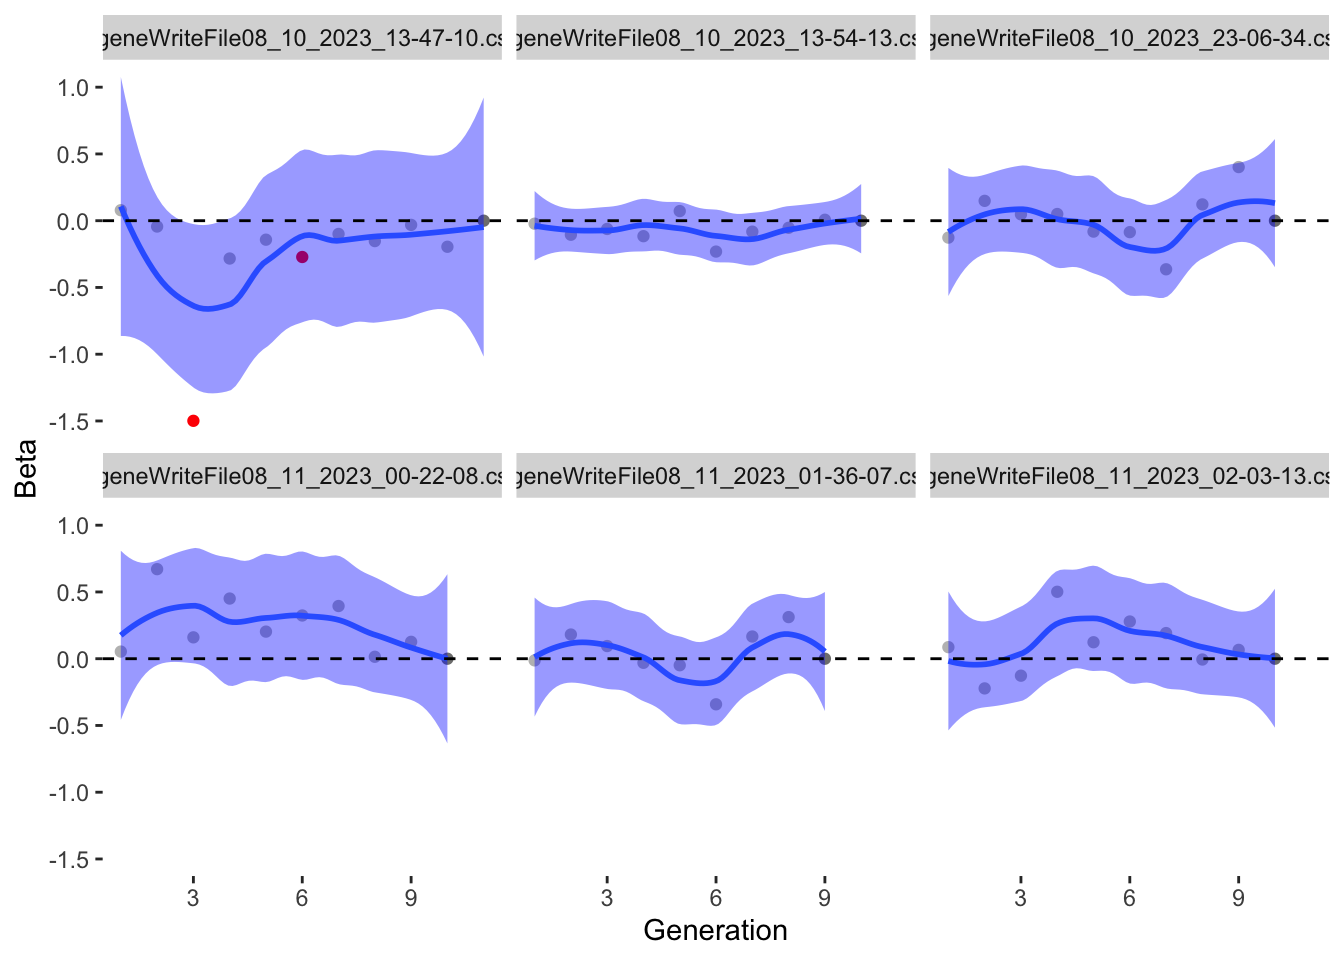 geneWriteFile08_10_2023_13-47-10.cs
geneWriteFile08_10_2023_13-54-13.cs
geneWriteFile08_10_2023_23-06-34.cs
1.0
0.5
0.0
-0.5
-1.0
-1.5
Beta
geneWriteFile08_11_2023_00-22-08.cs
geneWriteFile08_11_2023_01-36-07.cs
geneWriteFile08_11_2023_02-03-13.cs
1.0
0.5
0.0
-0.5
-1.0
-1.5
3 6 9
3 6 9
3 6 9
Generation